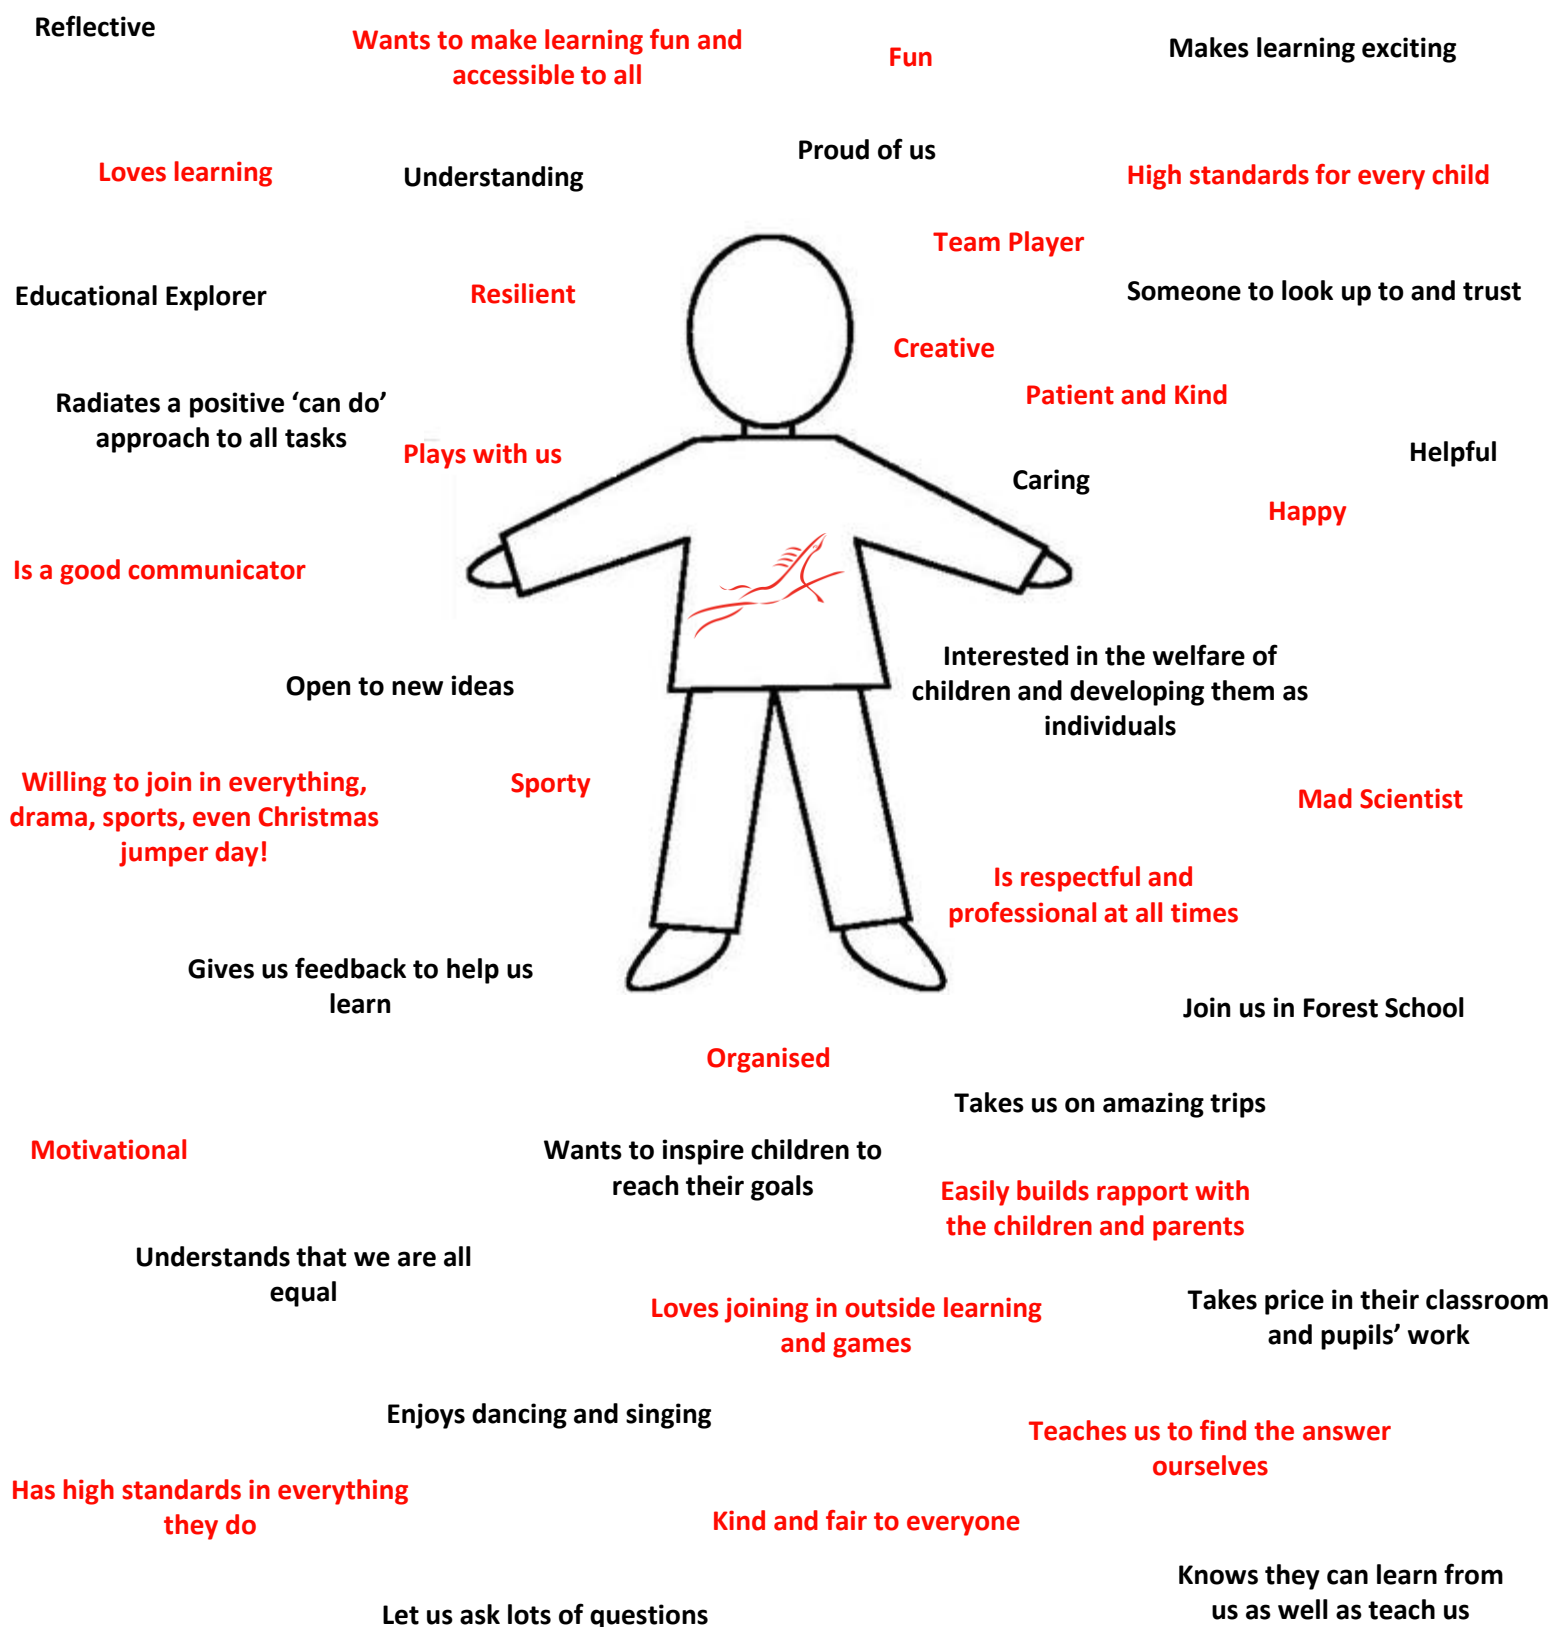 Reflective
Wants to make learning fun and
accessible to all
Fun
Makes learning exciting
Proud of us
Loves learning
Understanding
High standards for every child
Team Player
Educational Explorer
Resilient
Someone to look up to and trust
Creative
Patient and Kind
Radiates a positive ‘can do’
approach to all tasks
Plays with us
Helpful
Caring
Happy
Is a good communicator
Open to new ideas
Interested in the welfare of
children and developing them as
individuals
Willing to join in everything,
drama, sports, even Christmas
jumper day!
Sporty
Mad Scientist
Is respectful and
professional at all times
Gives us feedback to help us
learn
Join us in Forest School
Organised
Takes us on amazing trips
Motivational
Wants to inspire children to
reach their goals
Easily builds rapport with
the children and parents
Understands that we are all
equal
Loves joining in outside learning
and games
Takes price in their classroom
and pupils’ work
Enjoys dancing and singing
Teaches us to find the answer
ourselves
Has high standards in everything
they do
Kind and fair to everyone
Knows they can learn from
us as well as teach us
Let us ask lots of questions